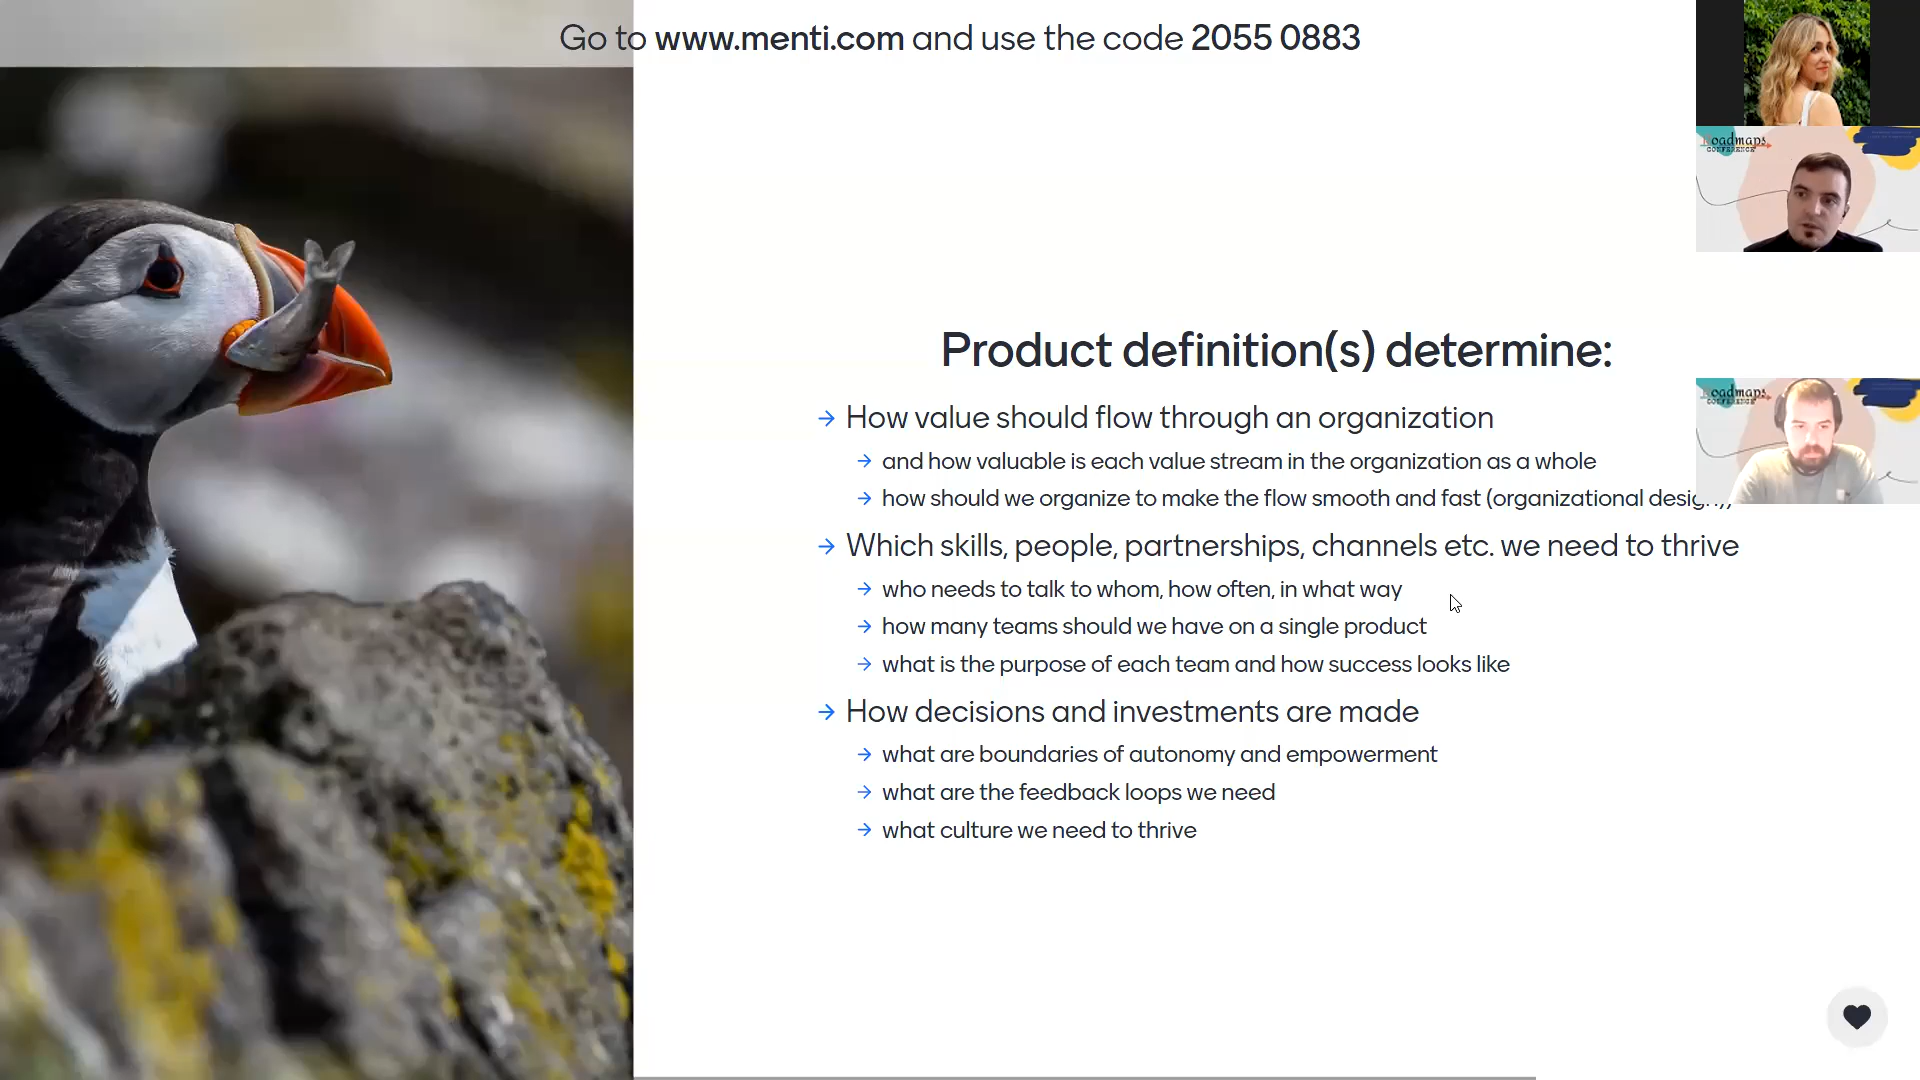 Go to www.menti.com and use the code 2055 0883
Product definition(s) determine:
How value should flow through an organization
and how valuable is each value stream in the organization as a whole
how should we organize to make the flow smooth and fast (organizational design))
Which skills, people, partnerships, channels etc. we need to thrive
who needs to talk to whom, how often, in what way
how many teams should we have on a single product
what is the purpose of each team and how success looks like
How decisions and investments are made
what are boundaries of autonomy and empowerment
what are the feedback loops we need
what culture we need to thrive
Roadmaps
CONFERENCE
Roadmaps
CONFERENCE